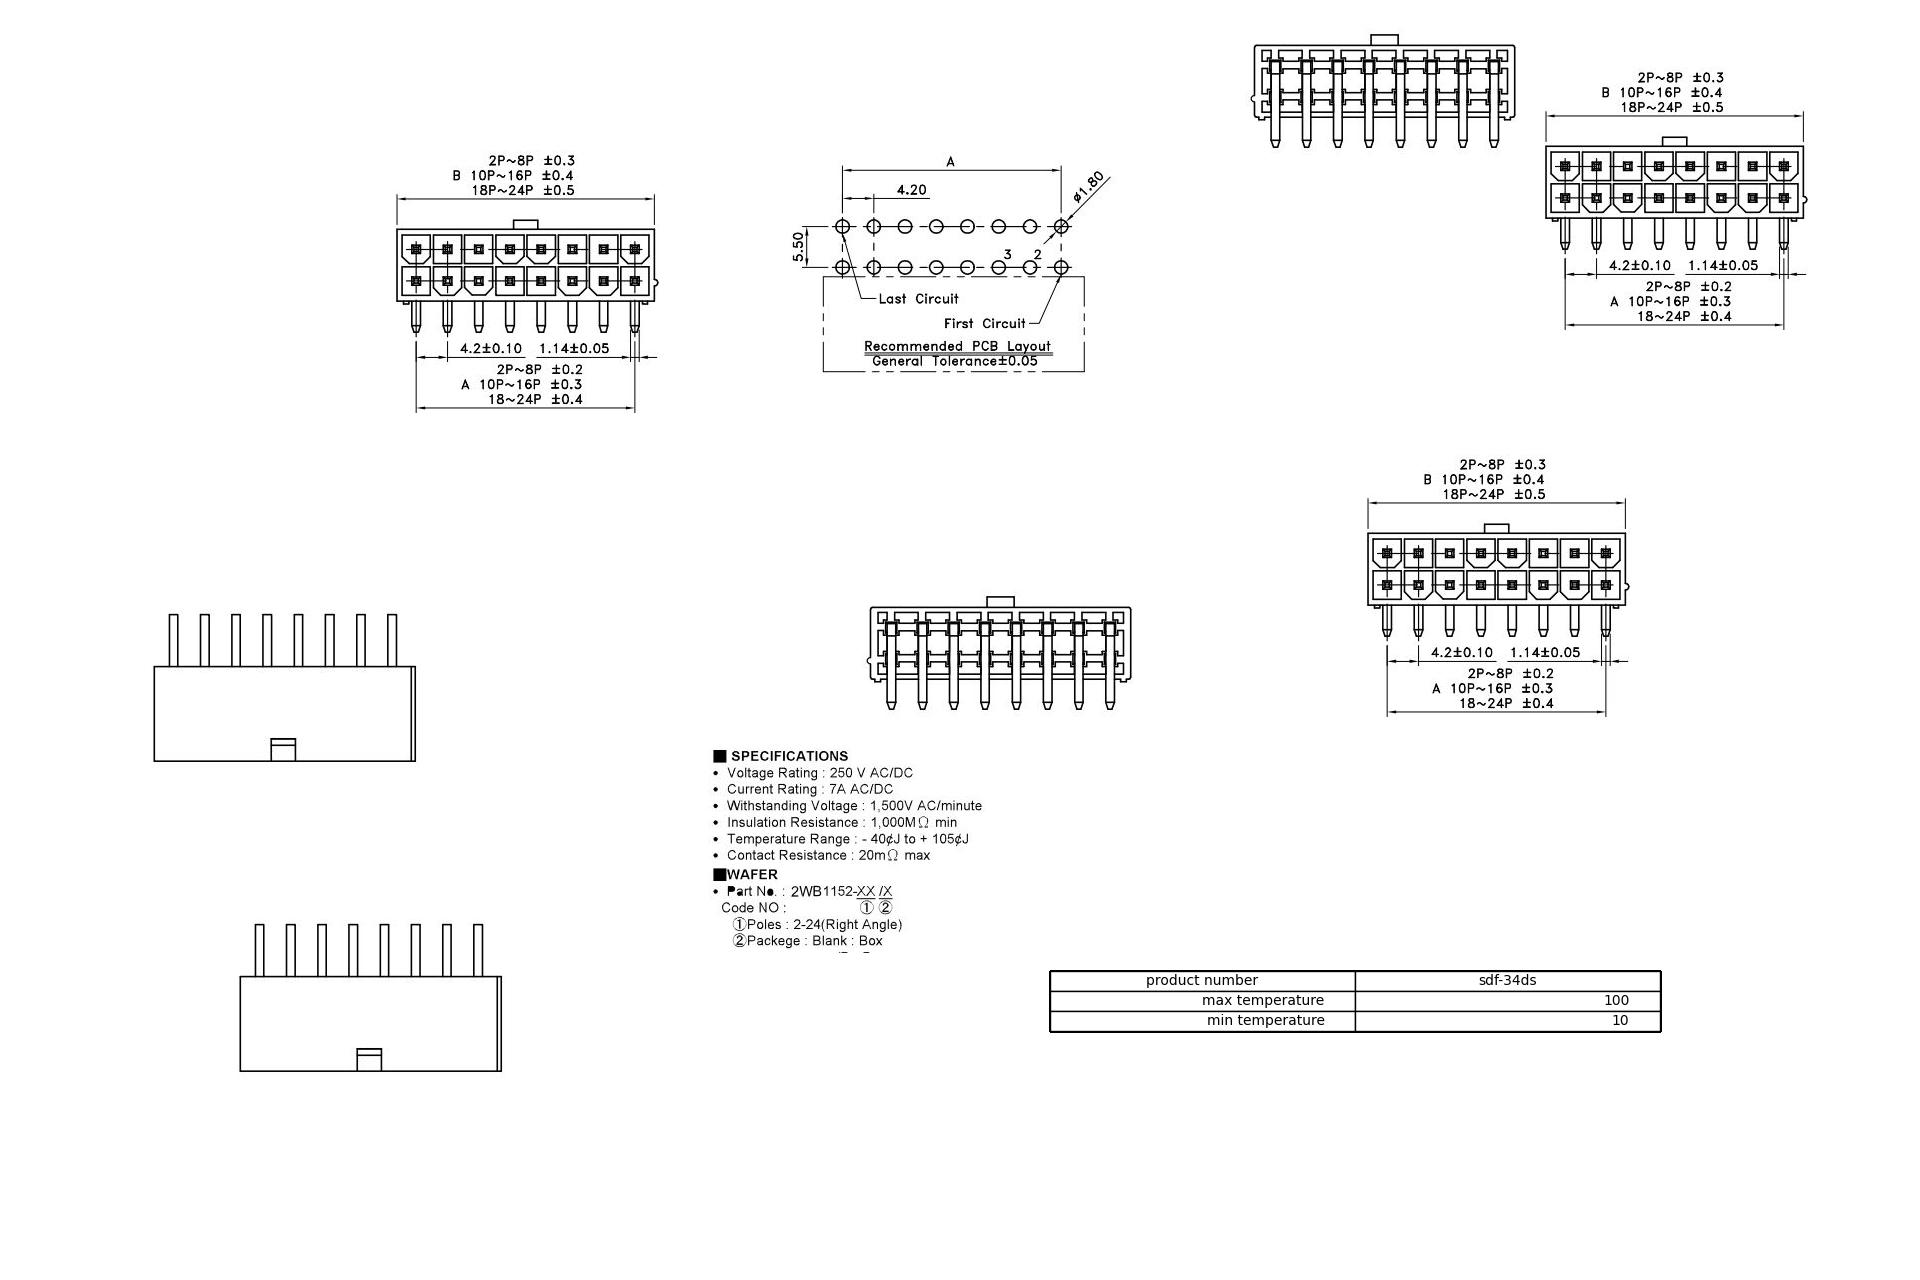 2P~8P ±0.3
B 10P~16P ±0.4
18P~24P ±0.5
4.2±0.10 1.14±0.05
2P~8P ±0.2
A 10P~16P ±0.3
18~24P ±0.4
2P~8P ±0.3
B 10P~16P ±0.4
18P~24P ±0.5
A
4.20
ø1.80
5.50
3 2
Last Circuit
First Circuit
Recommended PCB Layout
General Tolerance±0.05
4.2±0.10 1.14±0.05
2P~8P ±0.2
A 10P~16P ±0.3
18~24P ±0.4
2P~8P ±0.3
B 10P~16P ±0.4
18P~24P ±0.5
4.2±0.10 1.14±0.05
2P~8P ±0.2
A 10P~16P ±0.3
18~24P ±0.4
■ SPECIFICATIONS
• Voltage Rating : 250 V AC/DC
• Current Rating : 7A AC/DC
• Withstanding Voltage : 1,500V AC/minute
• Insulation Resistance : 1,000MΩ min
• Temperature Range : - 40¢J to + 105¢J
• Contact Resistance : 20mΩ max
■WAFER
• Part No. : 2WB1152-XX /X
Code NO : ① ②
①Poles : 2-24(Right Angle)
②Packege : Blank : Box
product number sdf-34ds
max temperature 100
min temperature 10